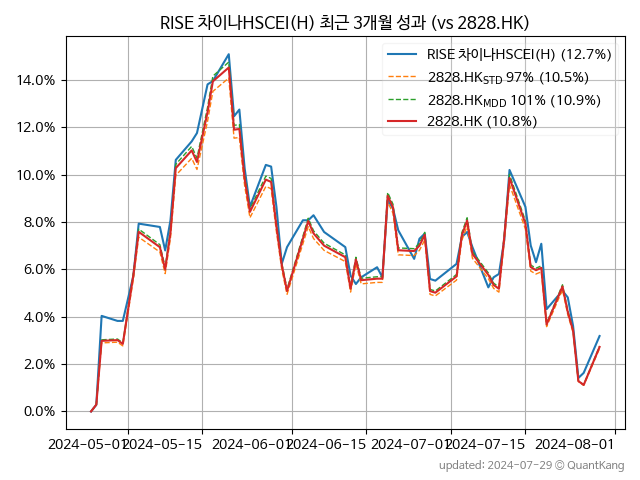 RISE 차이나HSCEI(H) 최근 3개월 성과 (vs 2828.HK)
RISE 차이나HSCEI(H) (12.7%)
2828.HK STD 97% (10.5%)
2828.HK MDD 101% (10.9%)
2828.HK (10.8%)
14.0%
12.0%
10.0%
8.0%
6.0%
4.0%
2.0%
0.0%
2024-05-01 2024-05-15 2024-06-01 2024-06-15 2024-07-01 2024-07-15 2024-08-01
updated: 2024-07-29 © QuantKang